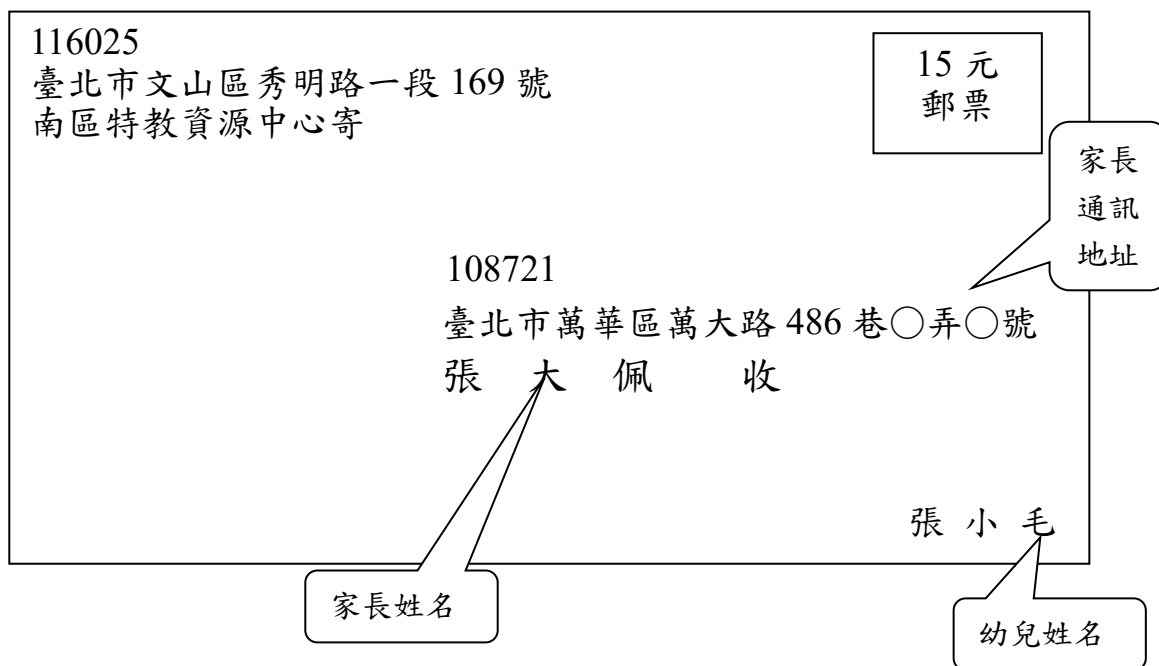 116025
臺北市文山區秀明路一段 169 號
南區特教資源中心寄
15 元
郵票
家長
通訊
地址
108721
臺北市萬華區萬大路 486 巷○弄○號
張 大 佩 收
張 小 毛
家長姓名
幼兒姓名